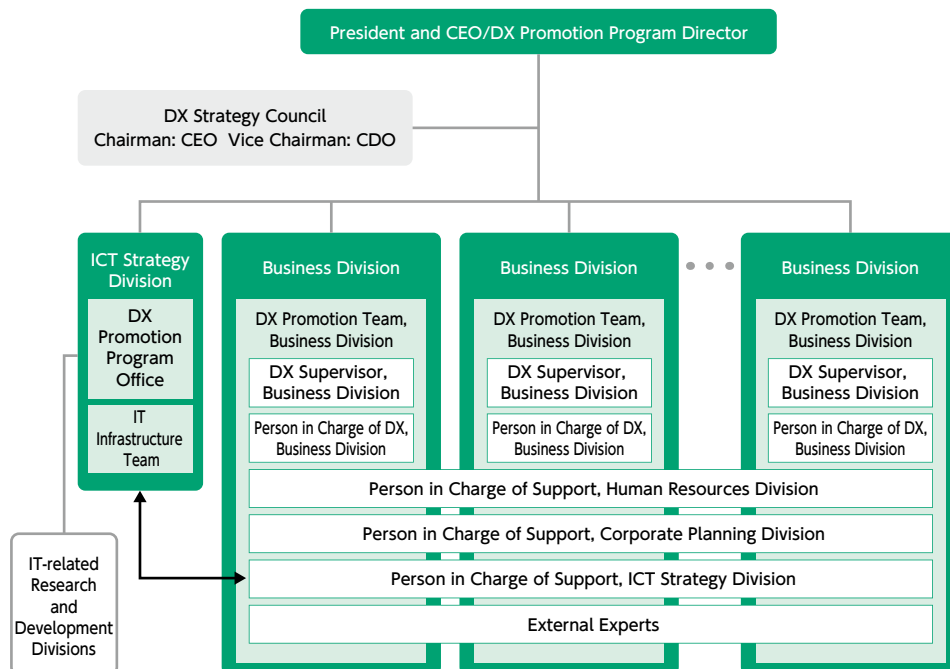 President and CEO/DX Promotion Program Director
DX Strategy Council
Chairman: CEO Vice Chairman: CDO
ICT Strategy
Division
DX
Promotion
Program
Office
IT
Infrastructure
Team
IT-related
Research
and
Development
Divisions
Business Division
DX Promotion Team,
Business Division
DX Supervisor,
Business Division
Person in Charge of DX,
Business Division
Business Division
DX Promotion Team,
Business Division
DX Supervisor,
Business Division
Person in Charge of DX,
Business Division
Business Division
DX Promotion Team,
Business Division
DX Supervisor,
Business Division
Person in Charge of DX,
Business Division
Person in Charge of Support, Human Resources Division
Person in Charge of Support, Corporate Planning Division
Person in Charge of Support, ICT Strategy Division
External Experts